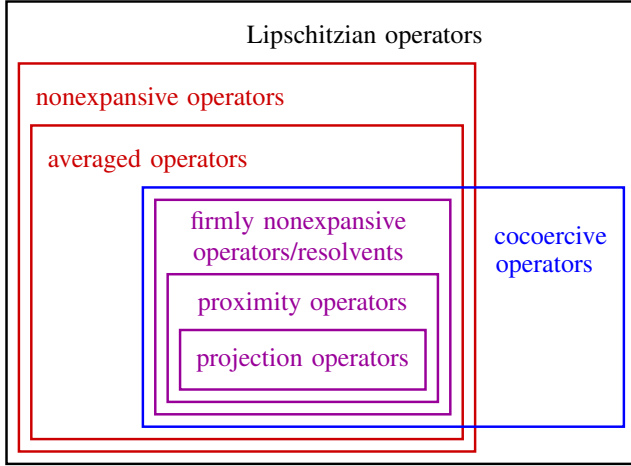 Lipschitzian operators
nonexpansive operators
averaged operators
firmly nonexpansive
operators/resolvents
cocoercive
operators
proximity operators
projection operators